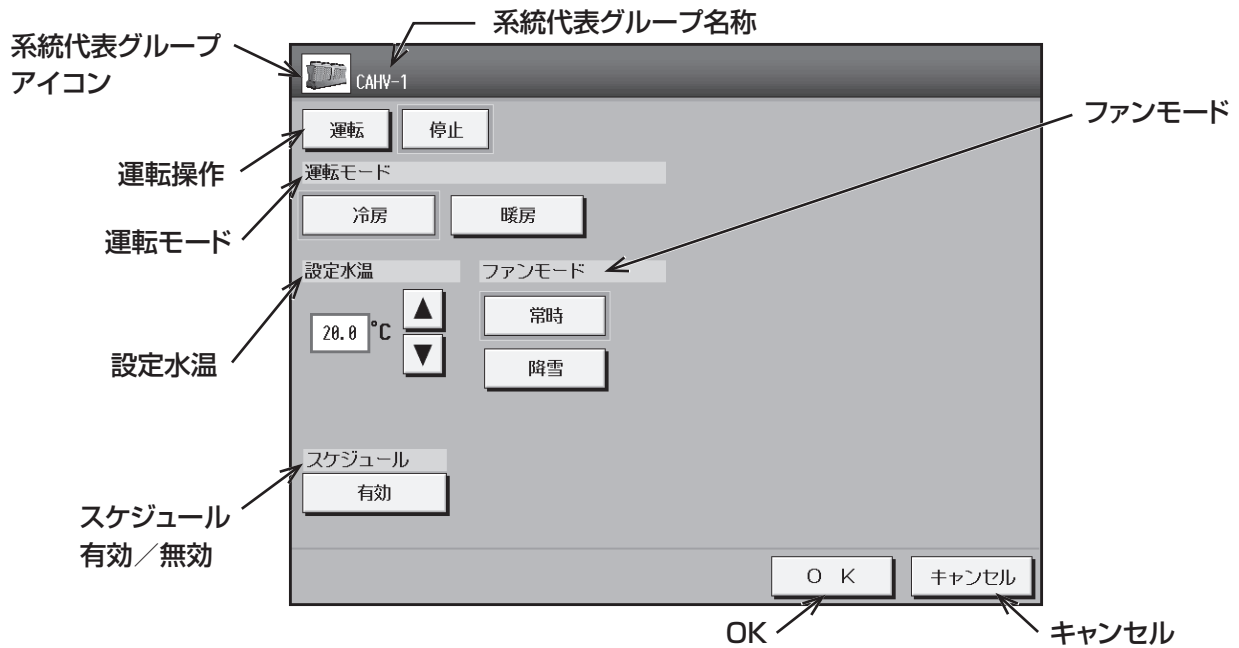 系統代表グループ名称
系統代表グループ
アイコン
CAHV-1
ファンモード
運転
停止
運転操作
運転モード
冷房
暖房
運転モード
設定水温
ファンモード
20.0
°C
▲
▼
常時
降雪
設定水温
スケジュール
有効
スケジュール
有効／無効
O K
キャンセル
OK
キャンセル